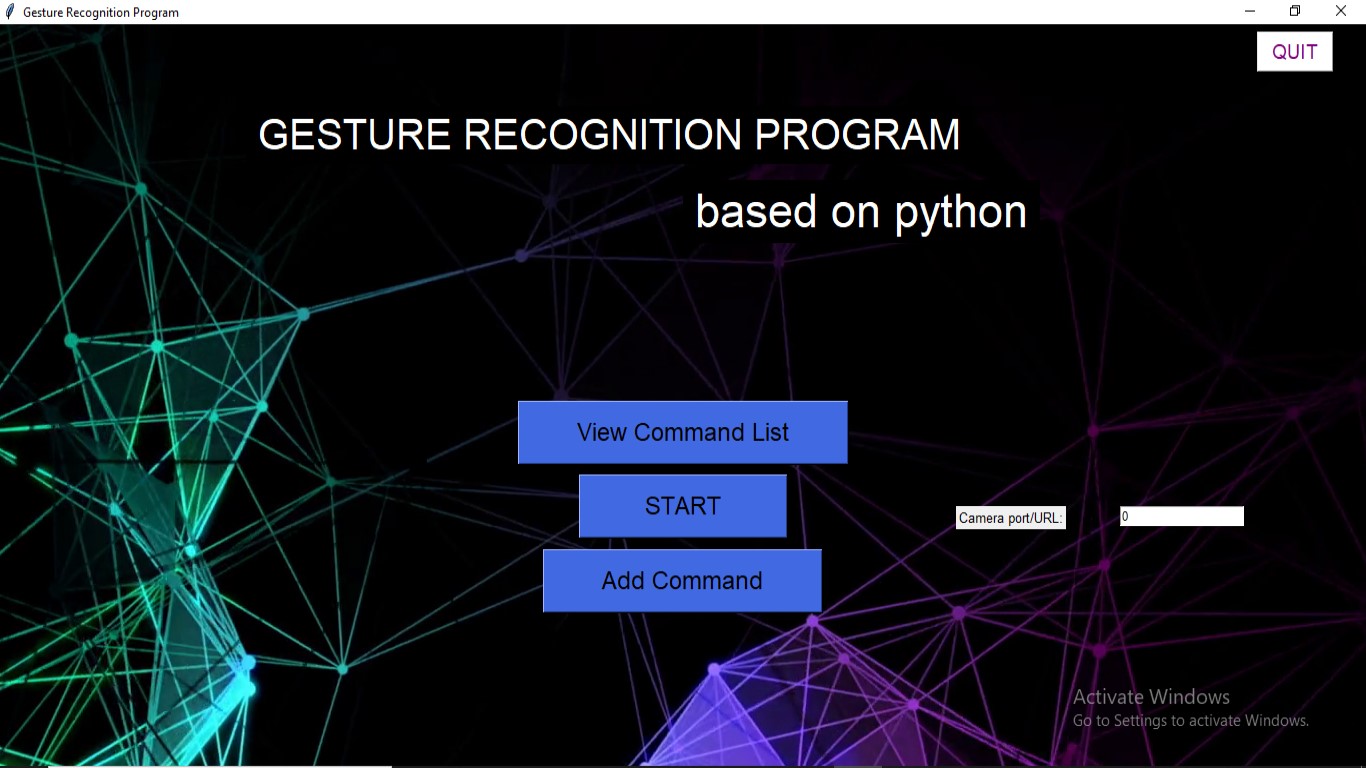 Gesture Recognition Program
QUIT
GESTURE RECOGNITION PROGRAM
based on python
View Command List
START
Camera port/URL:
0
Add Command
Activate Windows
Go to Settings to activate Windows.